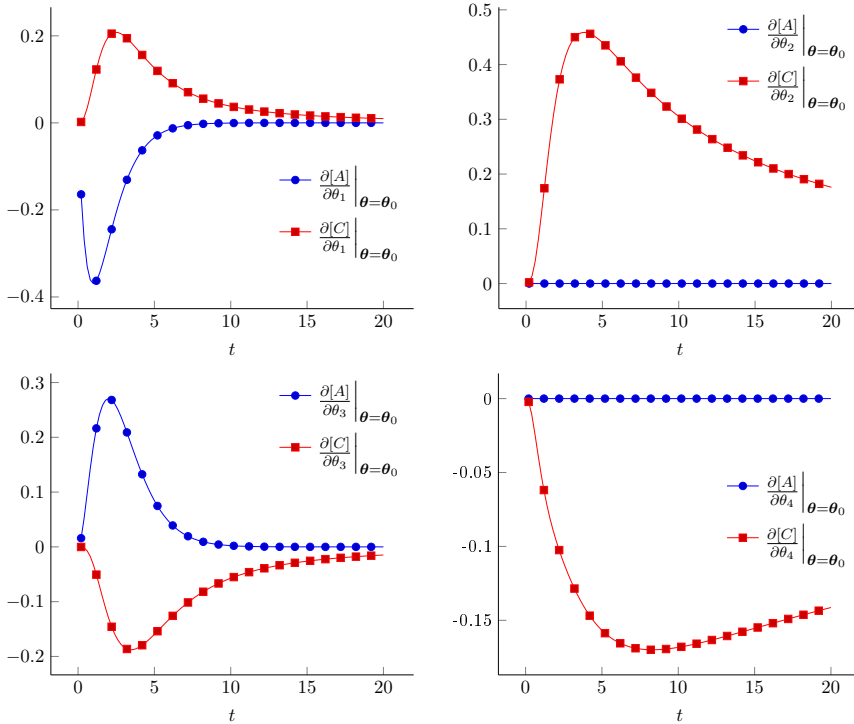 0.2
0
−0.2
−0.4
0 5 10 15 20
t
∂[A]/∂θ₁|θ=θ₀
∂[C]/∂θ₁|θ=θ₀
0.5
0.4
0.3
0.2
0.1
0
0 5 10 15 20
t
∂[A]/∂θ₂|θ=θ₀
∂[C]/∂θ₂|θ=θ₀
0.3
0.2
0.1
0
−0.1
−0.2
0 5 10 15 20
t
∂[A]/∂θ₃|θ=θ₀
∂[C]/∂θ₃|θ=θ₀
0
-0.05
-0.1
-0.15
0 5 10 15 20
t
∂[A]/∂θ₄|θ=θ₀
∂[C]/∂θ₄|θ=θ₀